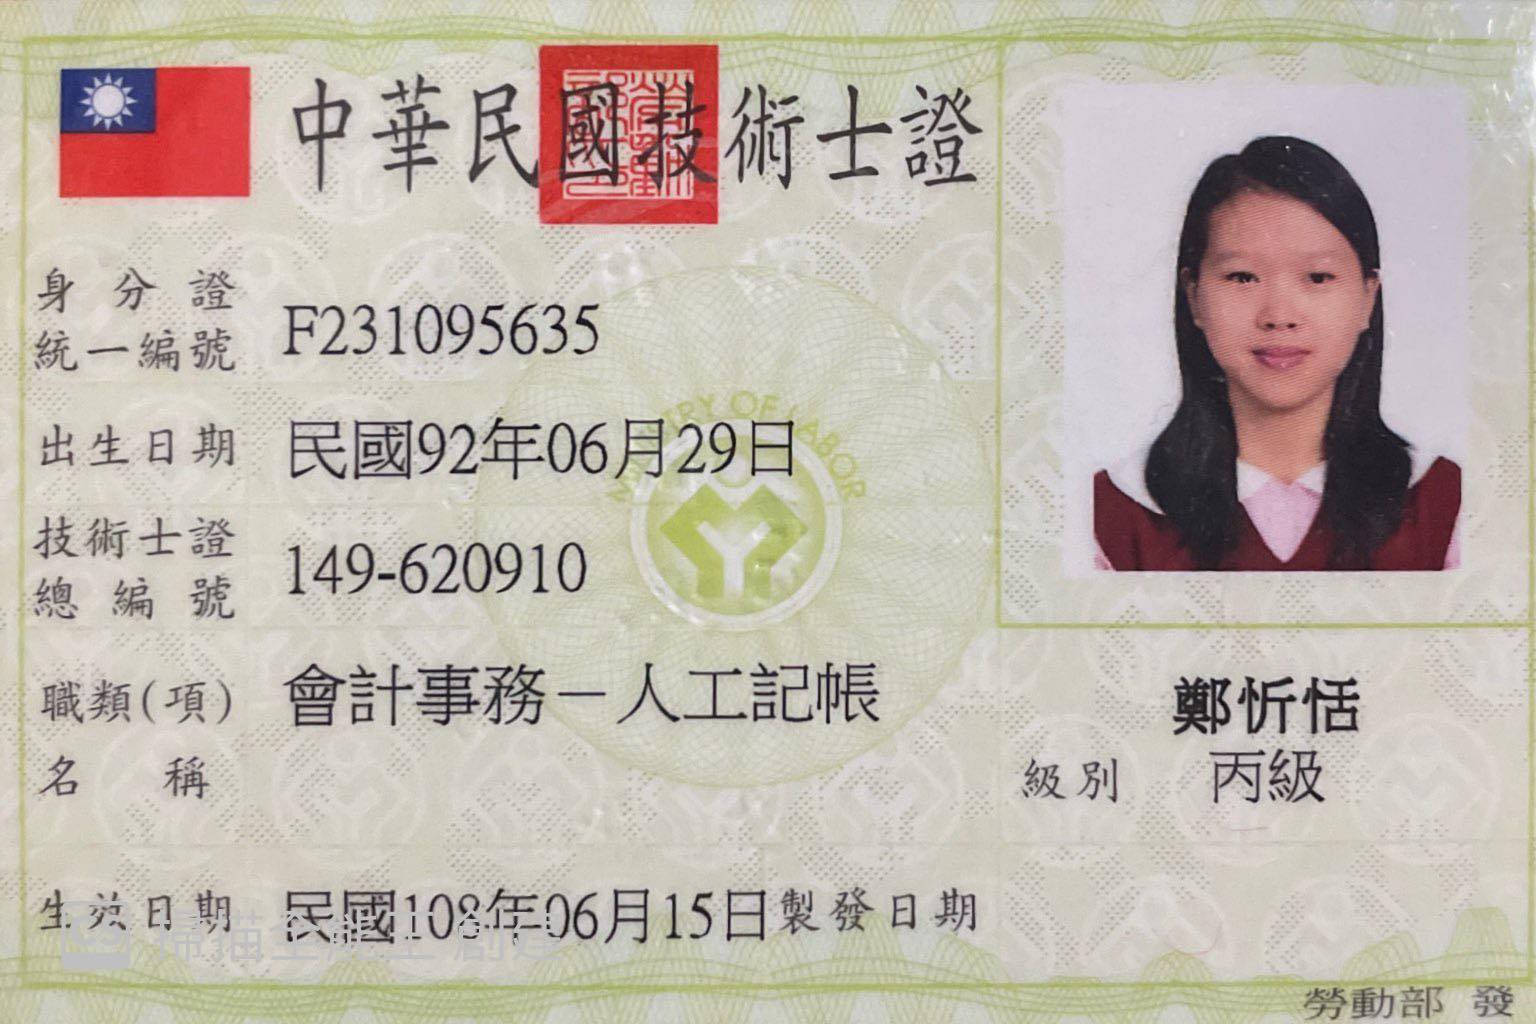 中華民國技術士證
身分證
統一編號
F231095635
出生日期
民國92年06月29日
MINISTRY OF LABOR
技術士證
總編號
149-620910
職類(項)
名稱
會計事務－人工記帳
鄭忻恬
級別 丙級
生效日期 民國108年06月15日 製發日期
掃描全能王 創建
勞動部 發